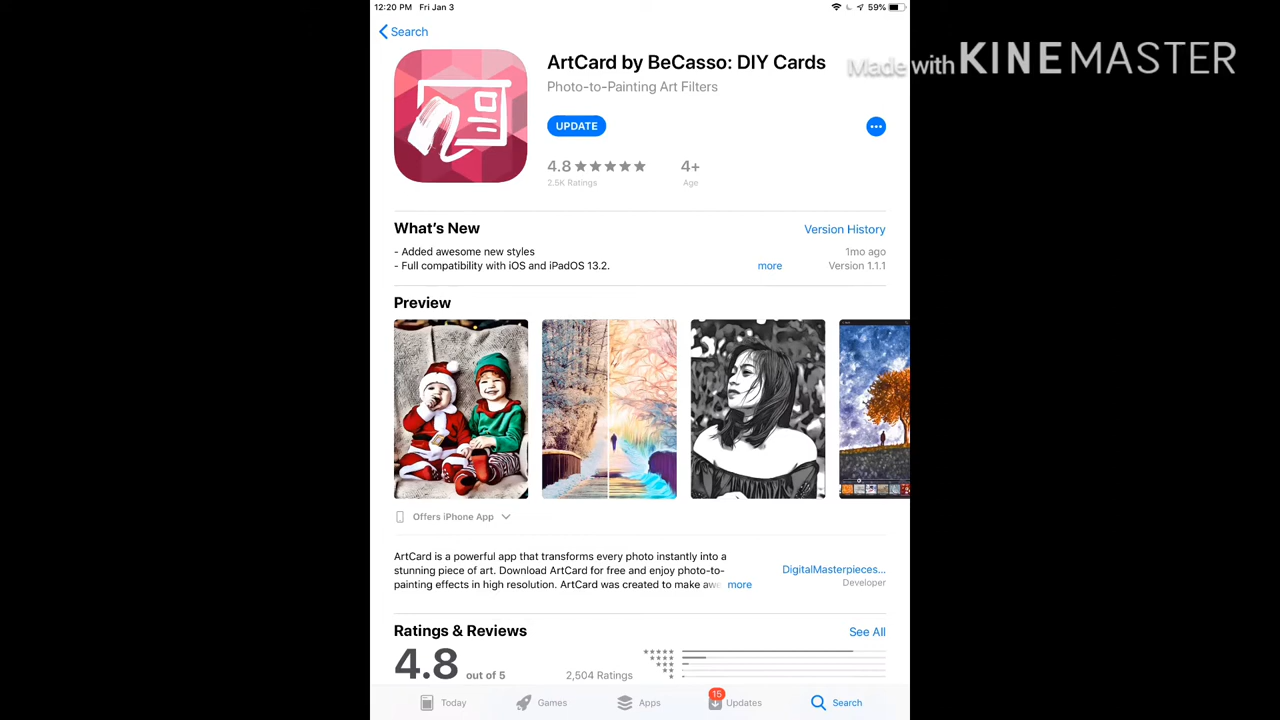 12:20 PM Fri Jan 3
59%
Search
Made with KINEMASTER
ArtCard by BeCasso: DIY Cards
Photo-to-Painting Art Filters
UPDATE
4.8
4+
2.5K Ratings
Age
What's New
Version History
- Added awesome new styles
1mo ago
- Full compatibility with iOS and iPadOS 13.2.
more
Version 1.1.1
Preview
Offers iPhone App
ArtCard is a powerful app that transforms every photo instantly into a
stunning piece of art. Download ArtCard for free and enjoy photo-to-
painting effects in high resolution. ArtCard was created to make awe
more
DigitalMasterpieces...
Developer
Ratings & Reviews
See All
4.8 out of 5
2,504 Ratings
Today
Games
Apps
15
Updates
Search